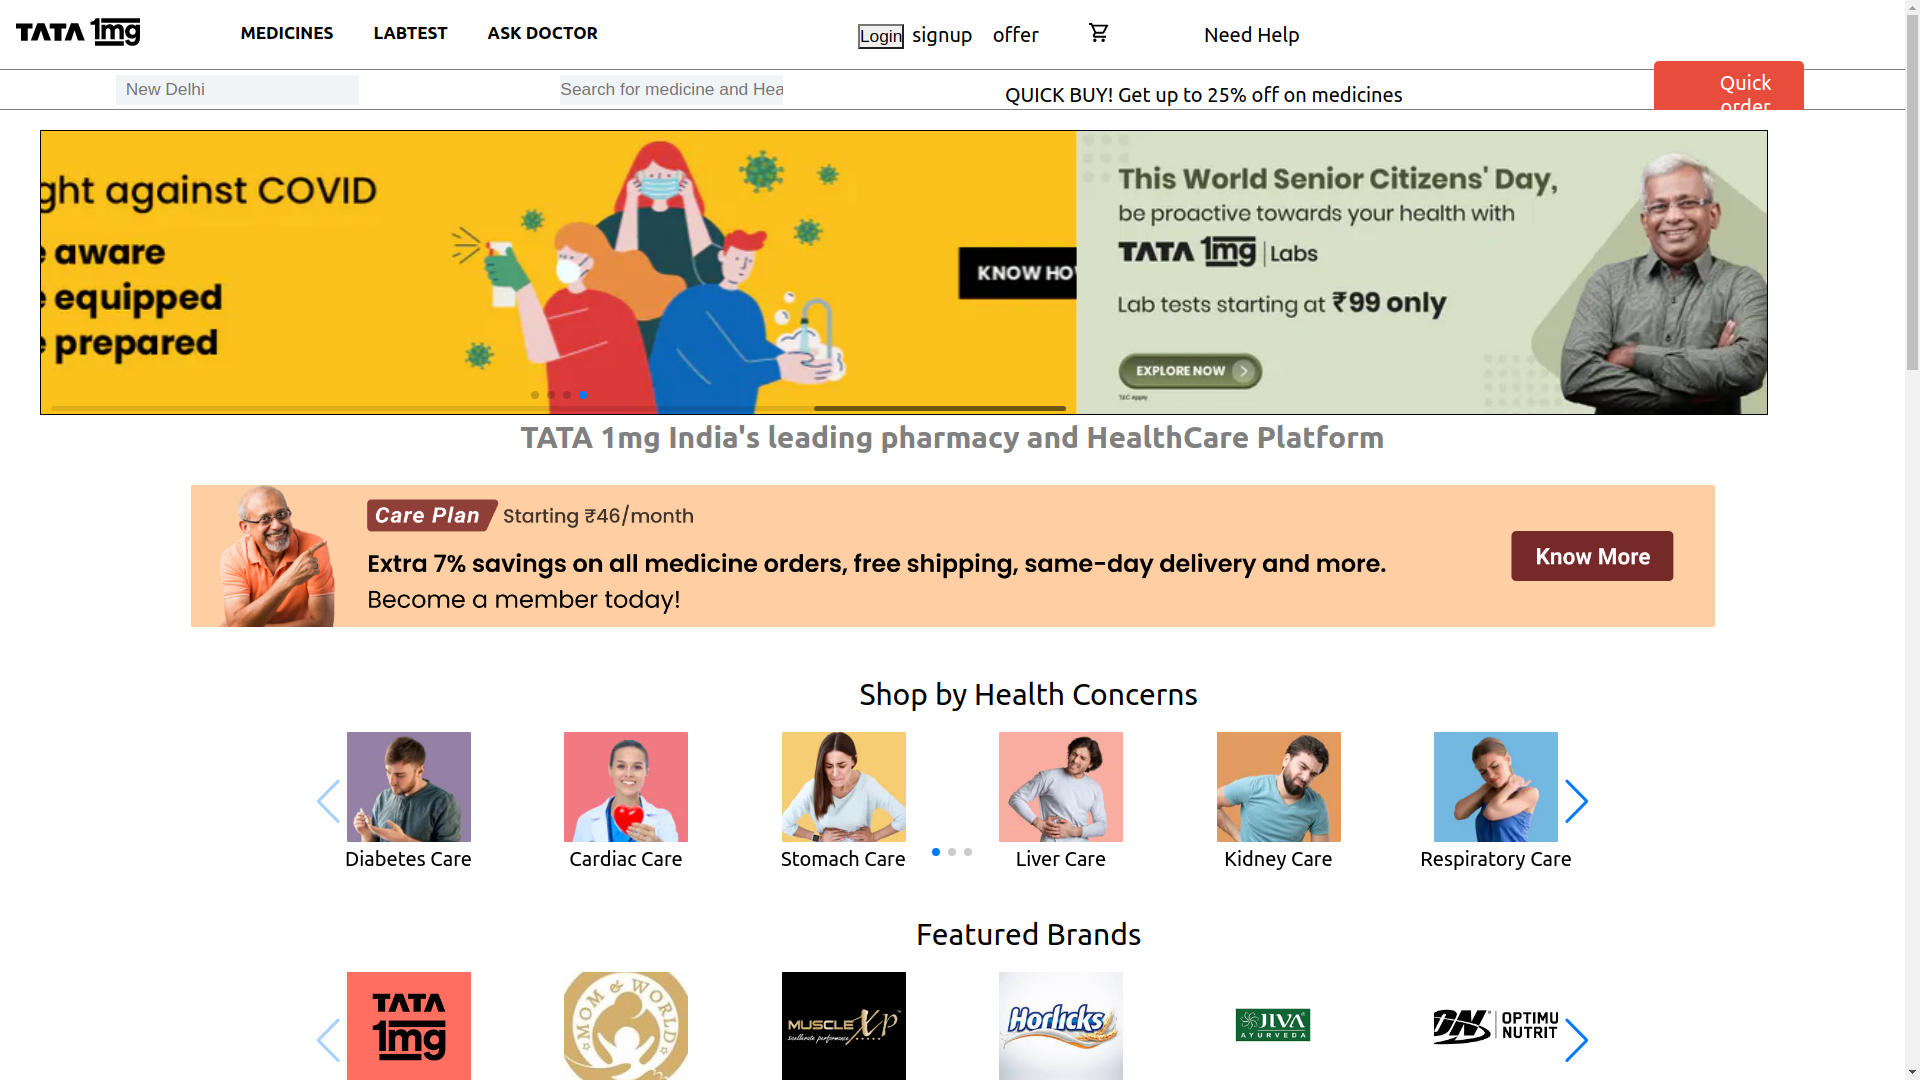 TATA 1mg
MEDICINES
LABTEST
ASK DOCTOR
Login
signup
offer
Need Help
New Delhi
Search for medicine and Hea
QUICK BUY! Get up to 25% off on medicines
Quick
order
ght against COVID
aware
equipped
prepared
KNOW HO
This World Senior Citizens' Day,
be proactive towards your health with
TATA 1mg | Labs
Lab tests starting at ₹99 only
EXPLORE NOW
T&C Apply
TATA 1mg India's leading pharmacy and HealthCare Platform
Care Plan Starting ₹46/month
Extra 7% savings on all medicine orders, free shipping, same-day delivery and more.
Become a member today!
Know More
Shop by Health Concerns
Diabetes Care
Cardiac Care
Stomach Care
Liver Care
Kidney Care
Respiratory Care
Featured Brands
TATA
1mg
MOM & WORLD
MUSCLE XP
Xcellerate performance
Horlicks
JIVA
AYURVEDA
ON
OPTIMU
NUTRIT